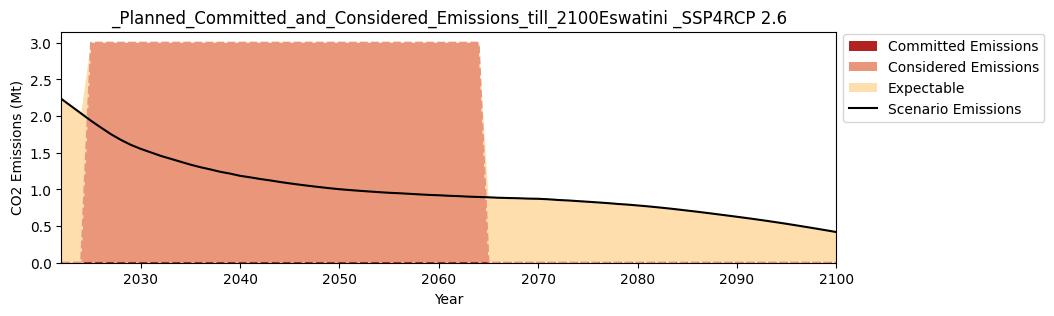 _Planned_Committed_and_Considered_Emissions_till_2100Eswatini _SSP4RCP 2.6
Committed Emissions
Considered Emissions
Expectable
Scenario Emissions
CO2 Emissions (Mt)
3.0
2.5
2.0
1.5
1.0
0.5
0.0
2030 2040 2050 2060 2070 2080 2090 2100
Year